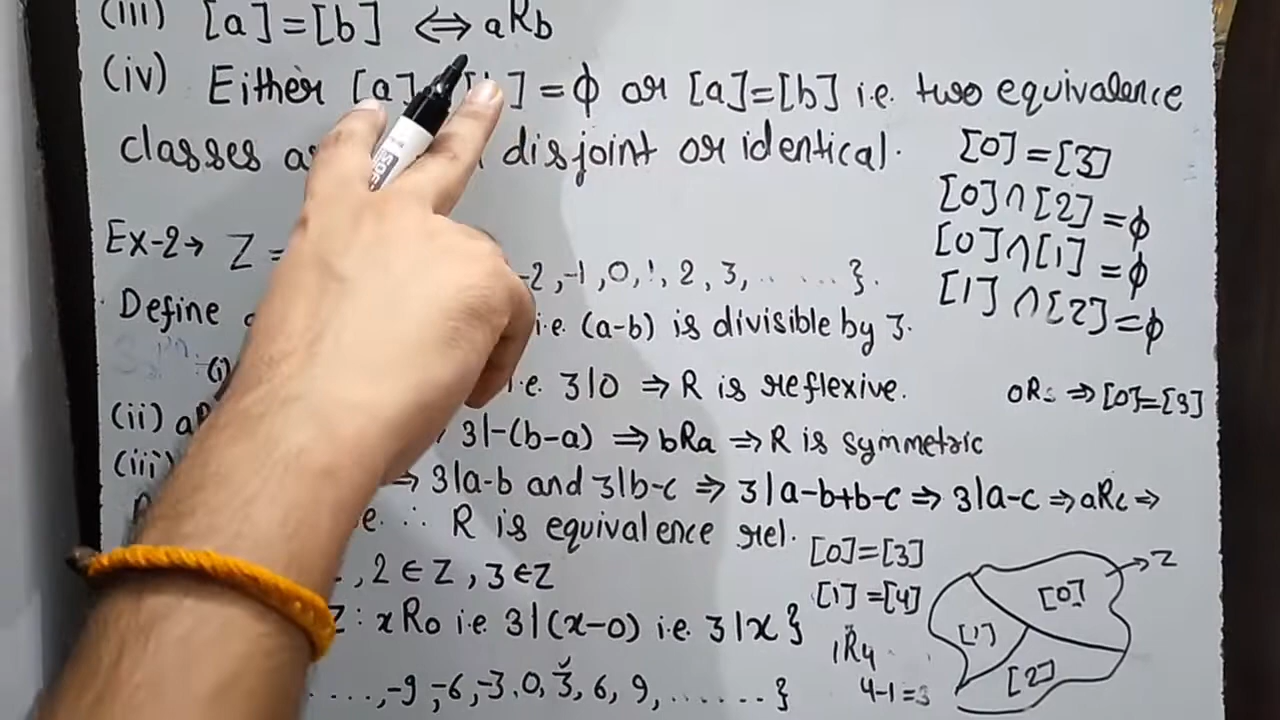 (iii) [a]=[b] ⇔ aRb
(iv) Either [a] ]=ϕ or [a]=[b] i.e. two equivalence
classes disjoint or identical.
[0]=[3]
[0]∩[2]=ϕ
[0]∩[1]=ϕ
[1]∩[2]=ϕ
Ex-2→ Z = -2,-1,0,1,2,3,. . . . .}.
Define i.e. (a-b) is divisible by 3.
(i) i.e. 3|0 ⇒ R is reflexive.
0R ⇒ [0]=[3]
(ii) a 3|-(b-a) ⇒ bRa ⇒ R is symmetric
(iii) ⇒ 3|a-b and 3|b-c ⇒ 3|a-b+b-c ⇒ 3|a-c ⇒ aRc ⇒
∴ R is equivalence rel.
, 2 ∈ Z , 3 ∈ Z
Z : xR0 i.e. 3|(x-0) i.e. 3|x }
. . . . , -9, -6, -3, 0, 3, 6, 9, . . . . . . }
[0]=[3]
[1]=[4]
1R4
4-1=3
[0]
[1]
[2]
Z